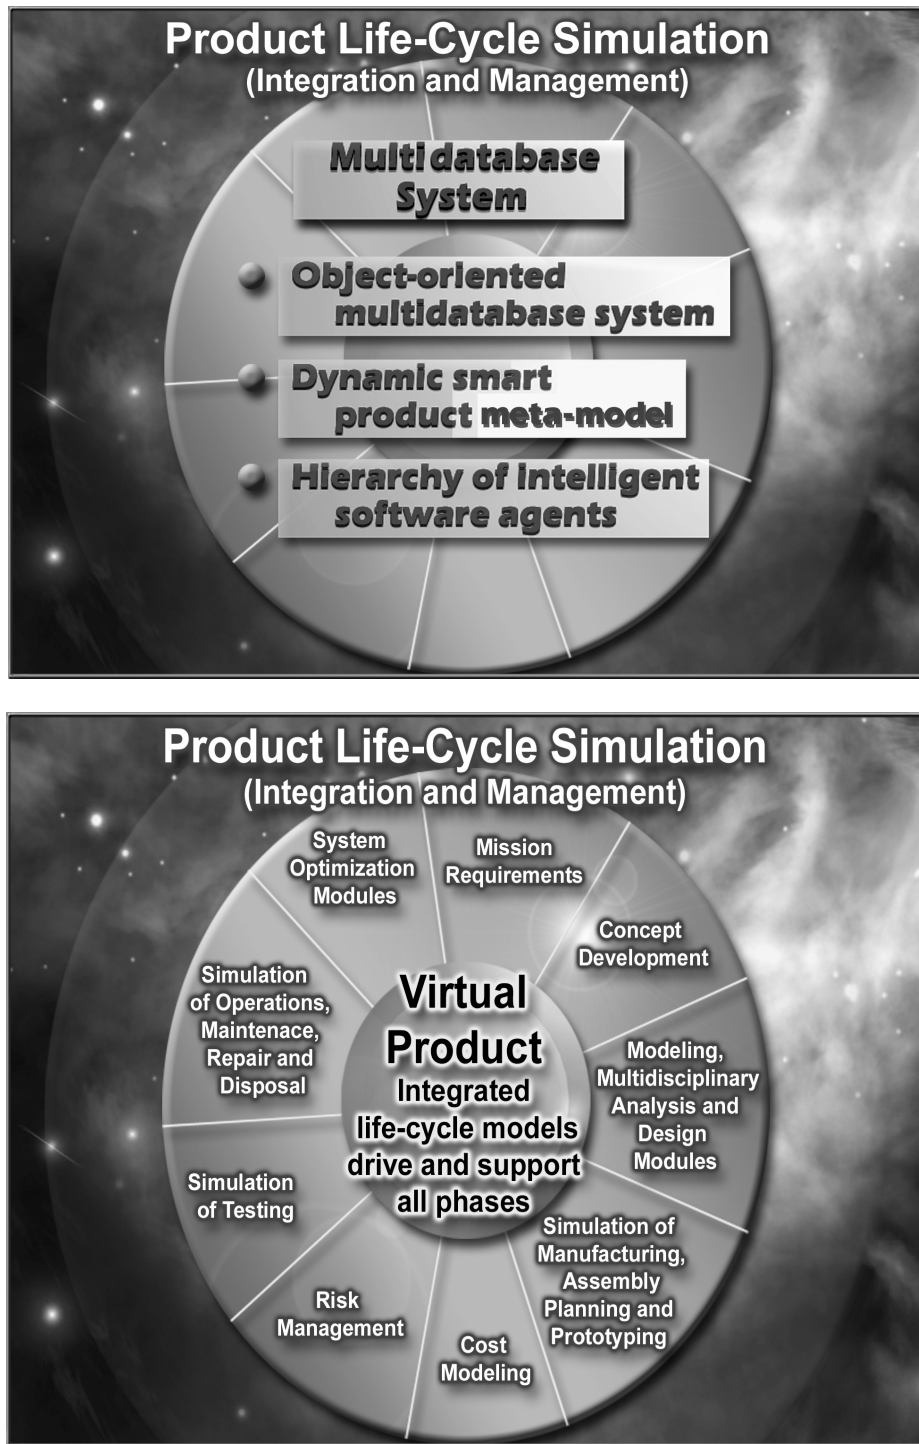 Product Life-Cycle Simulation
(Integration and Management)
Multidatabase
System
Object-oriented
multidatabase system
Dynamic smart
product meta-model
Hierarchy of intelligent
software agents
Product Life-Cycle Simulation
(Integration and Management)
System
Optimization
Modules
Mission
Requirements
Concept
Development
Modeling,
Multidisciplinary
Analysis and
Design
Modules
Simulation of
Manufacturing,
Assembly
Planning and
Prototyping
Cost
Modeling
Risk
Management
Simulation
of Testing
Simulation
of Operations,
Maintenace,
Repair and
Disposal
Virtual
Product
Integrated
life-cycle models
drive and support
all phases